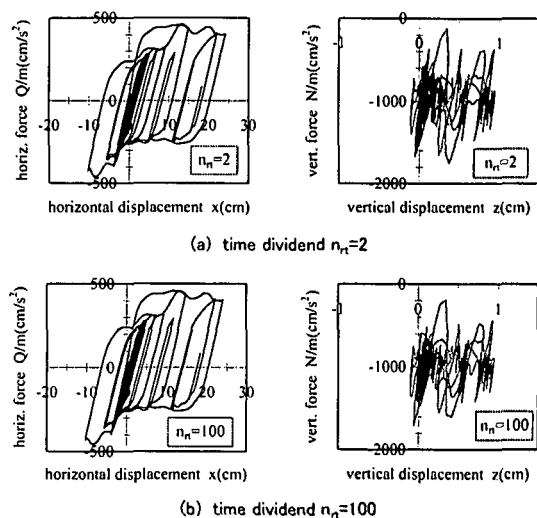 500
0
-500
-20 -10 0 10 20 30
horiz. force Q/m(cm/s²)
n_rt=2
horizontal displacement x(cm)
0
-1000
-2000
0 1
vert. force N/m(cm/s²)
n_rt=2
vertical displacement z(cm)
(a) time dividend n_rt=2
500
0
-500
-20 -10 0 10 20 30
horiz. force Q/m(cm/s²)
n_rt=100
horizontal displacement x(cm)
0
-1000
-2000
0 1
vert. force N/m(cm/s²)
n_rt=100
vertical displacement z(cm)
(b) time dividend n_rt=100